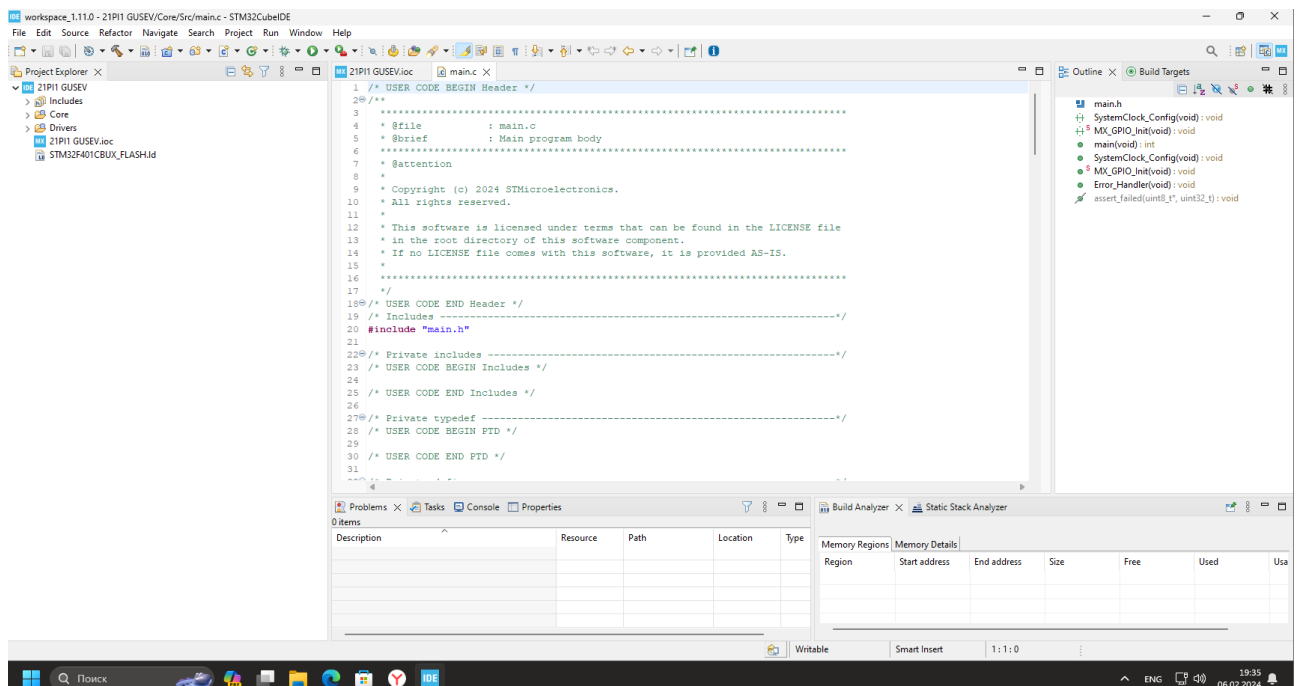 IDE workspace_1.11.0 - 21PI1 GUSEV/Core/Src/main.c - STM32CubeIDE
File Edit Source Refactor Navigate Search Project Run Window Help
Project Explorer
21PI1 GUSEV
Includes
Core
Drivers
MX 21PI1 GUSEV.ioc
STM32F401CBUX_FLASH.ld
MX 21PI1 GUSEV.ioc main.c
1 /* USER CODE BEGIN Header */
2 /**
3 ******************************************************************************
4 * @file : main.c
5 * @brief : Main program body
6 ******************************************************************************
7 * @attention
8 *
9 * Copyright (c) 2024 STMicroelectronics.
10 * All rights reserved.
11 *
12 * This software is licensed under terms that can be found in the LICENSE file
13 * in the root directory of this software component.
14 * If no LICENSE file comes with this software, it is provided AS-IS.
15 *
16 ******************************************************************************
17 */
18 /* USER CODE END Header */
19 /* Includes ------------------------------------------------------------------*/
20 #include "main.h"
21
22 /* Private includes ----------------------------------------------------------*/
23 /* USER CODE BEGIN Includes */
24
25 /* USER CODE END Includes */
26
27 /* Private typedef -----------------------------------------------------------*/
28 /* USER CODE BEGIN PTD */
29
30 /* USER CODE END PTD */
31
Outline Build Targets
main.h
SystemClock_Config(void) : void
S MX_GPIO_Init(void) : void
main(void) : int
SystemClock_Config(void) : void
S MX_GPIO_Init(void) : void
Error_Handler(void) : void
assert_failed(uint8_t*, uint32_t) : void
Problems Tasks Console Properties
0 items
Description Resource Path Location Type
Build Analyzer Static Stack Analyzer
Memory Regions Memory Details
Region Start address End address Size Free Used Usa
Writable Smart Insert 1 : 1 : 0
Поиск IDE ENG 19:35
06.02.2024